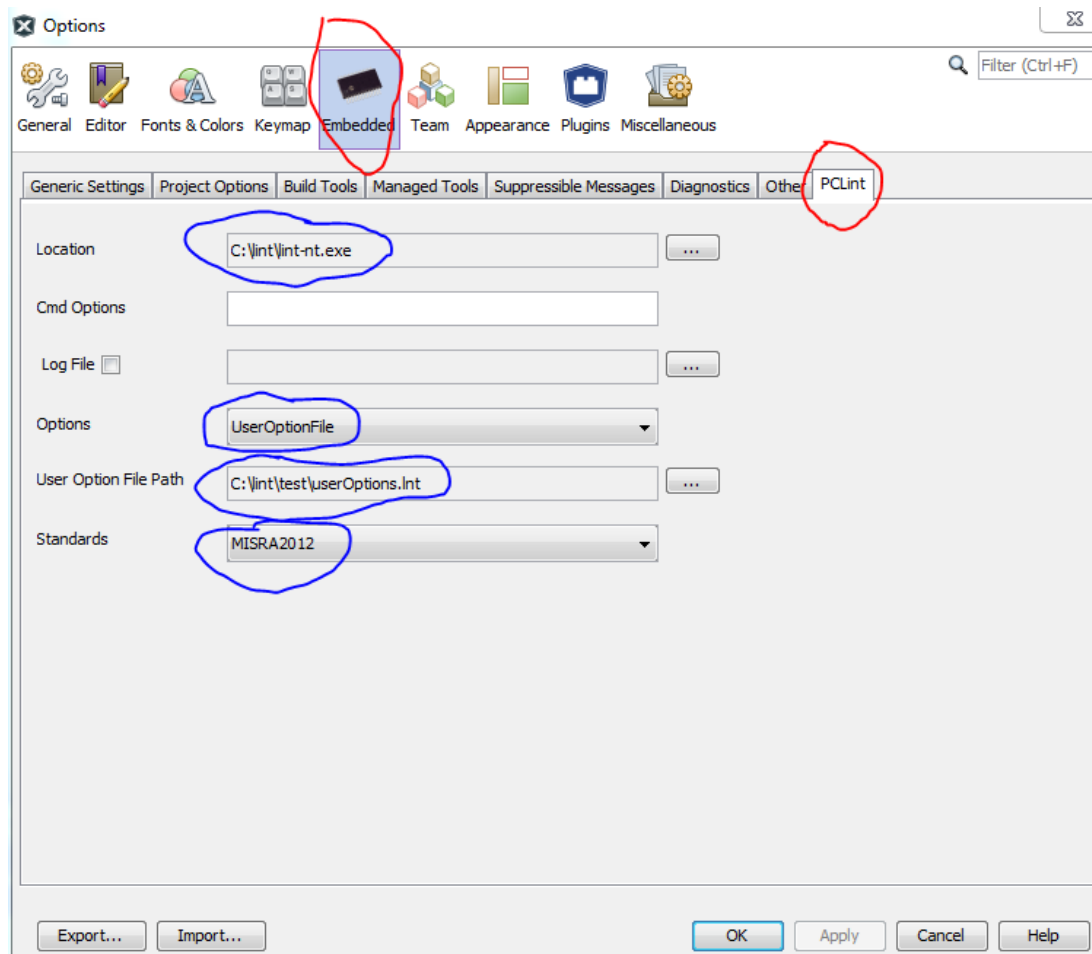 Options
Filter (Ctrl+F)
General Editor Fonts & Colors Keymap Embedded Team Appearance Plugins Miscellaneous
Generic Settings Project Options Build Tools Managed Tools Suppressible Messages Diagnostics Other PCLint
Location C:\lint\lint-nt.exe ...
Cmd Options
Log File ...
Options UserOptionFile
User Option File Path C:\lint\test\userOptions.lnt ...
Standards MISRA2012
Export... Import... OK Apply Cancel Help